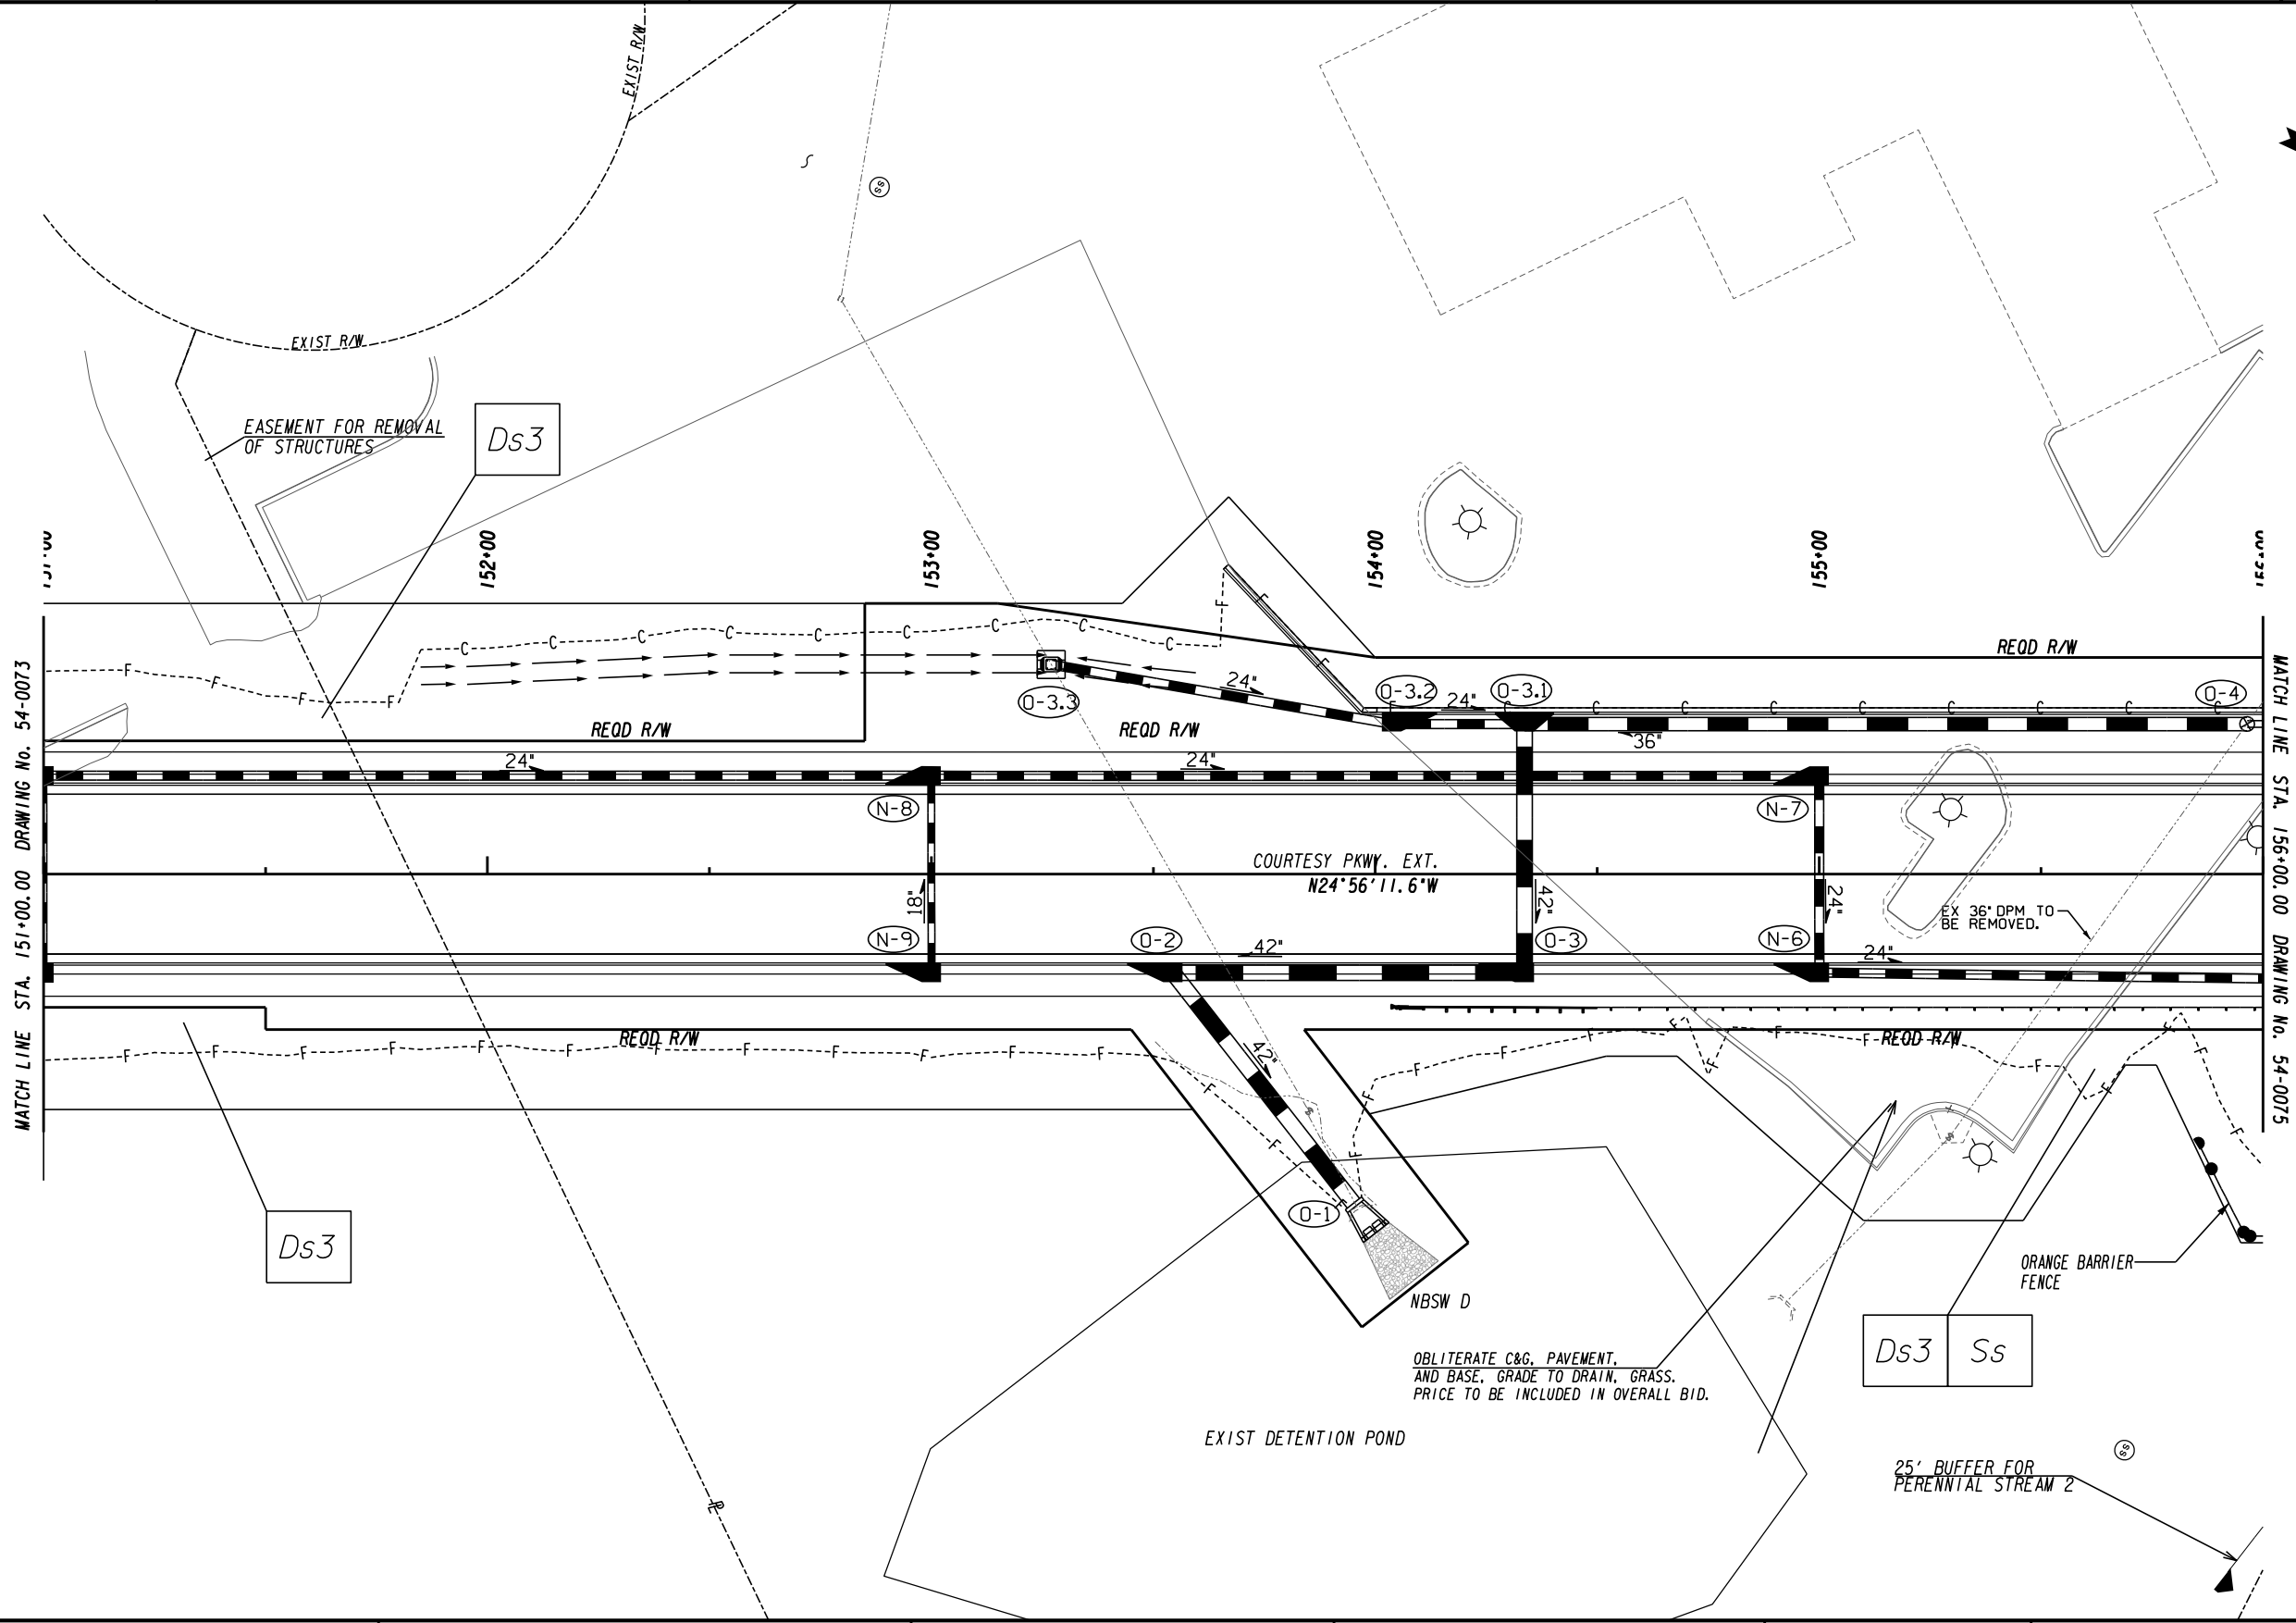 EXIST R/W
EXIST R/W
SS
EASEMENT FOR REMOVAL
OF STRUCTURES
Ds3
152+00
153+00
154+00
155+00
MATCH LINE STA. 151+00.00 DRAWING No. 54-0073
MATCH LINE STA. 156+00.00 DRAWING No. 54-0075
F F F F
C C C C C C C C C
F F F
REQD R/W
REQD R/W
REQD R/W
O-3.3
24"
O-3.2
24"
O-3.1
O-4
C C C C C C C C
36"
24"
24"
N-8
N-7
COURTESY PKWY. EXT.
N24°56'11.6"W
18"
42"
24"
EX 36" DPM TO
BE REMOVED.
N-9
O-2
42"
O-3
N-6
24"
REQD R/W
REQD R/W
F F F F F F F F F F F F
42"
F F F F F F F F F F F F
O-1
Ds3
NBSW D
ORANGE BARRIER
FENCE
OBLITERATE C&G, PAVEMENT,
AND BASE, GRADE TO DRAIN, GRASS.
PRICE TO BE INCLUDED IN OVERALL BID.
Ds3 Ss
EXIST DETENTION POND
SS
25' BUFFER FOR
PERENNIAL STREAM 2
PL